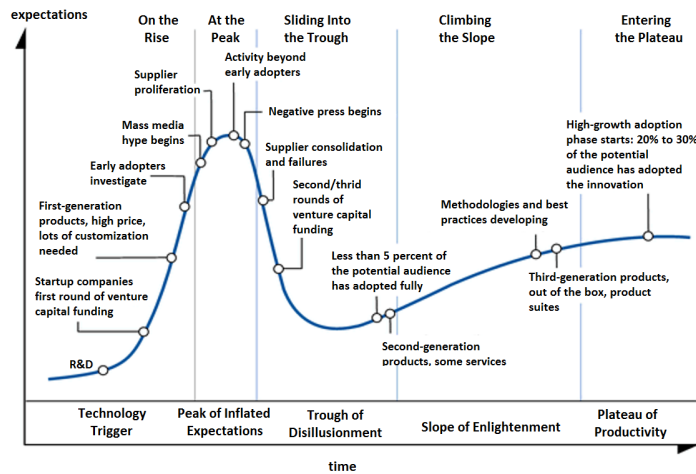 expectations
On the
Rise
At the
Peak
Sliding Into
the Trough
Climbing
the Slope
Entering
the Plateau
Activity beyond
early adopters
Supplier
proliferation
Negative press begins
Mass media
hype begins
Supplier consolidation
and failures
Early adopters
investigate
Second/thrid
rounds of
venture capital
funding
First-generation
products, high price,
lots of customization
needed
Less than 5 percent of
the potential audience
has adopted fully
Startup companies
first round of venture
capital funding
R&D
Second-generation
products, some services
Methodologies and best
practices developing
Third-generation products,
out of the box, product
suites
High-growth adoption
phase starts: 20% to 30%
of the potential
audience has adopted
the innovation
Technology
Trigger
Peak of Inflated
Expectations
Trough of
Disillusionment
Slope of Enlightenment
Plateau of
Productivity
time